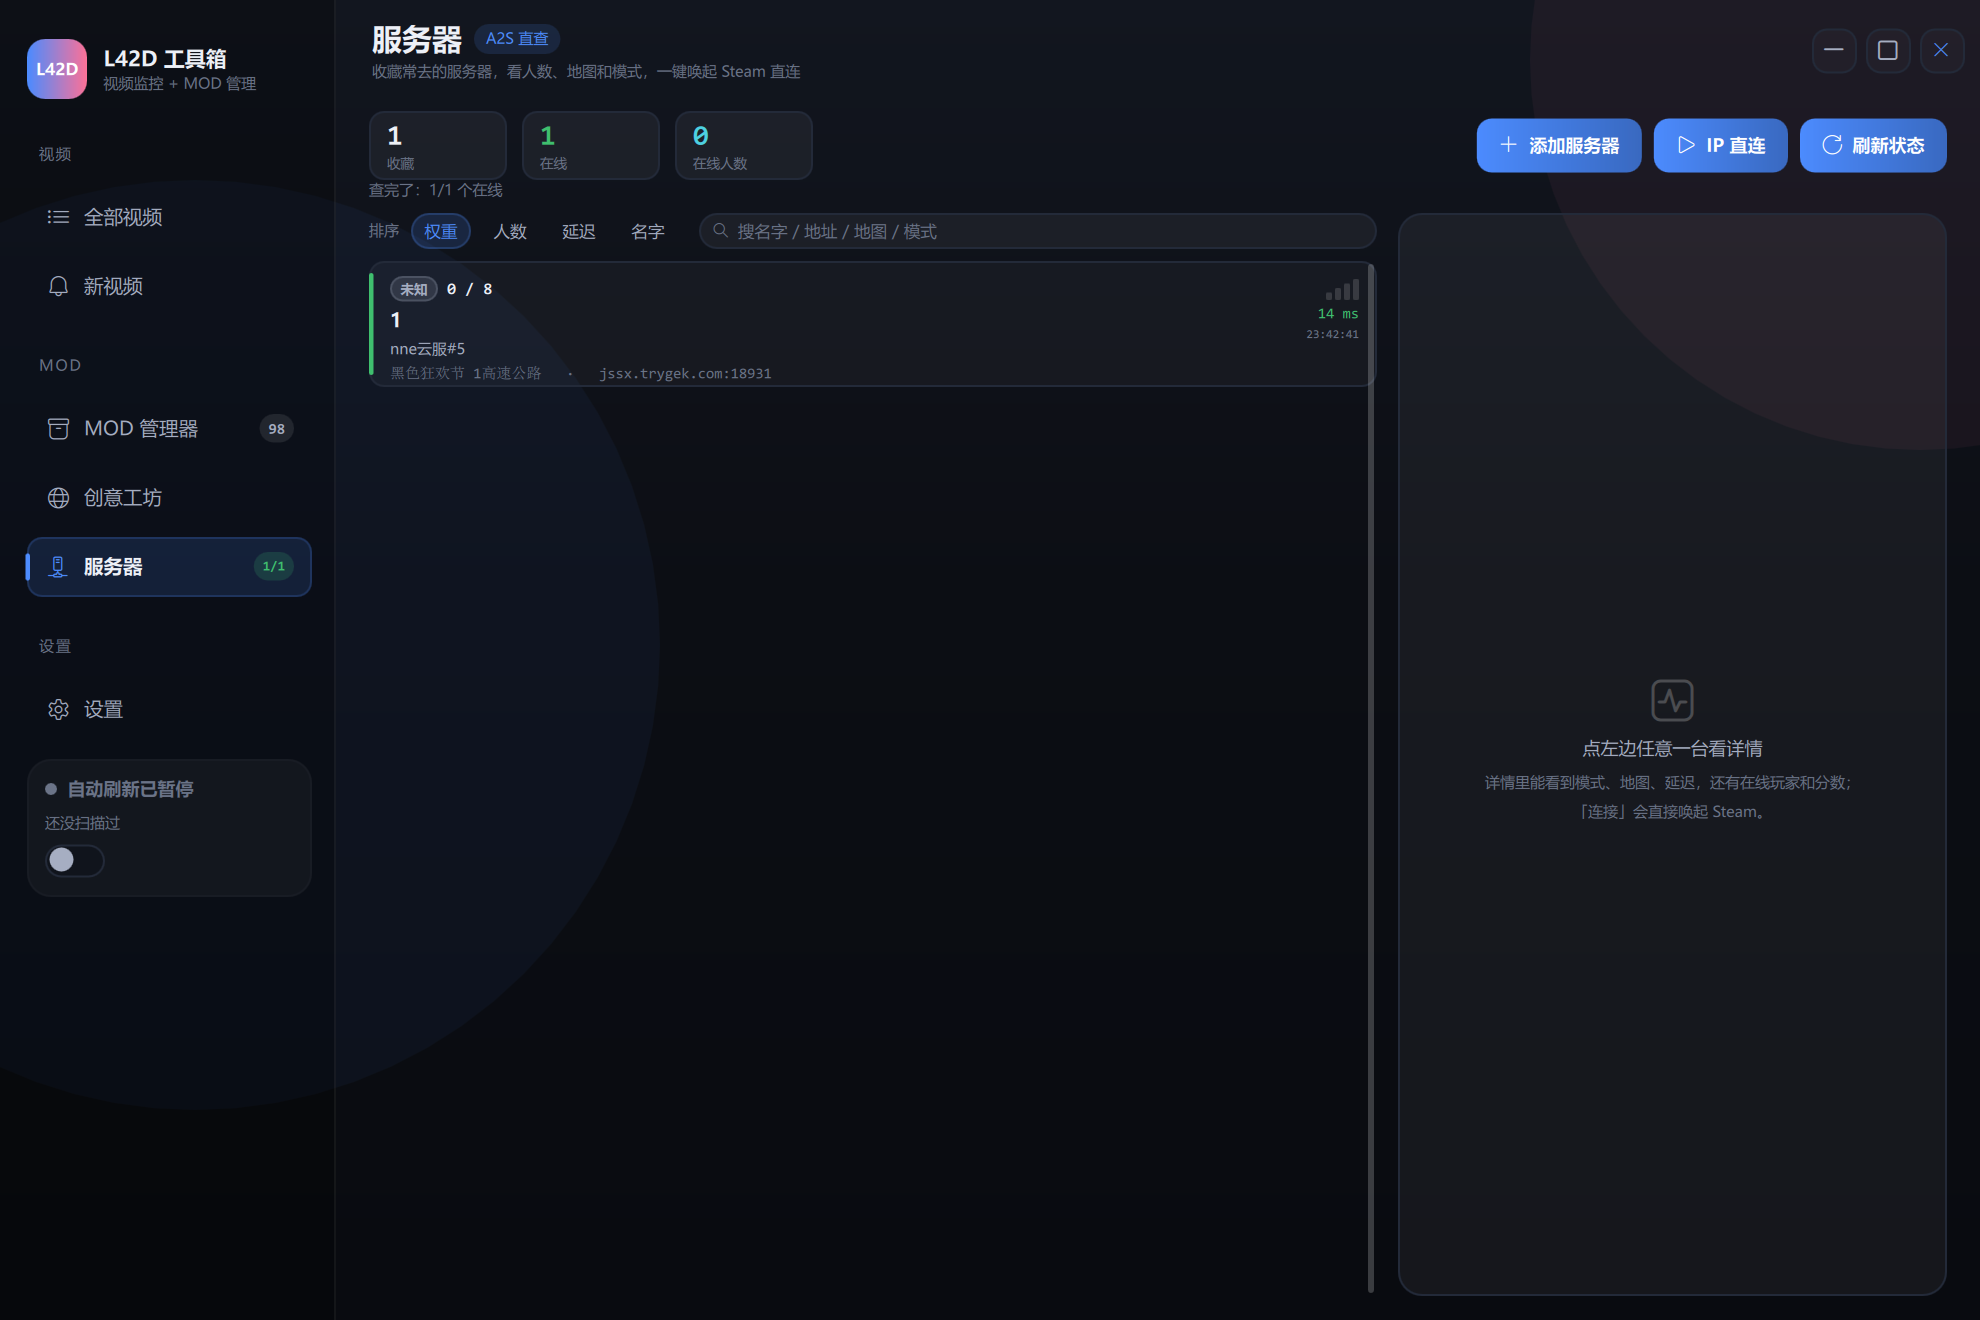 L42D
L42D 工具箱
视频监控 + MOD 管理
视频
全部视频
新视频
MOD
MOD 管理器
98
创意工坊
服务器
1/1
设置
设置
自动刷新已暂停
还没扫描过
服务器
A2S 直查
收藏常去的服务器，看人数、地图和模式，一键唤起 Steam 直连
1
收藏
1
在线
0
在线人数
添加服务器
IP 直连
刷新状态
查完了：1/1 个在线
排序
权重
人数
延迟
名字
搜名字 / 地址 / 地图 / 模式
未知
0 / 8
1
nne云服#5
黑色狂欢节 1高速公路 · jssx.trygek.com:18931
14 ms
23:42:41
点左边任意一台看详情
详情里能看到模式、地图、延迟，还有在线玩家和分数；
「连接」会直接唤起 Steam。